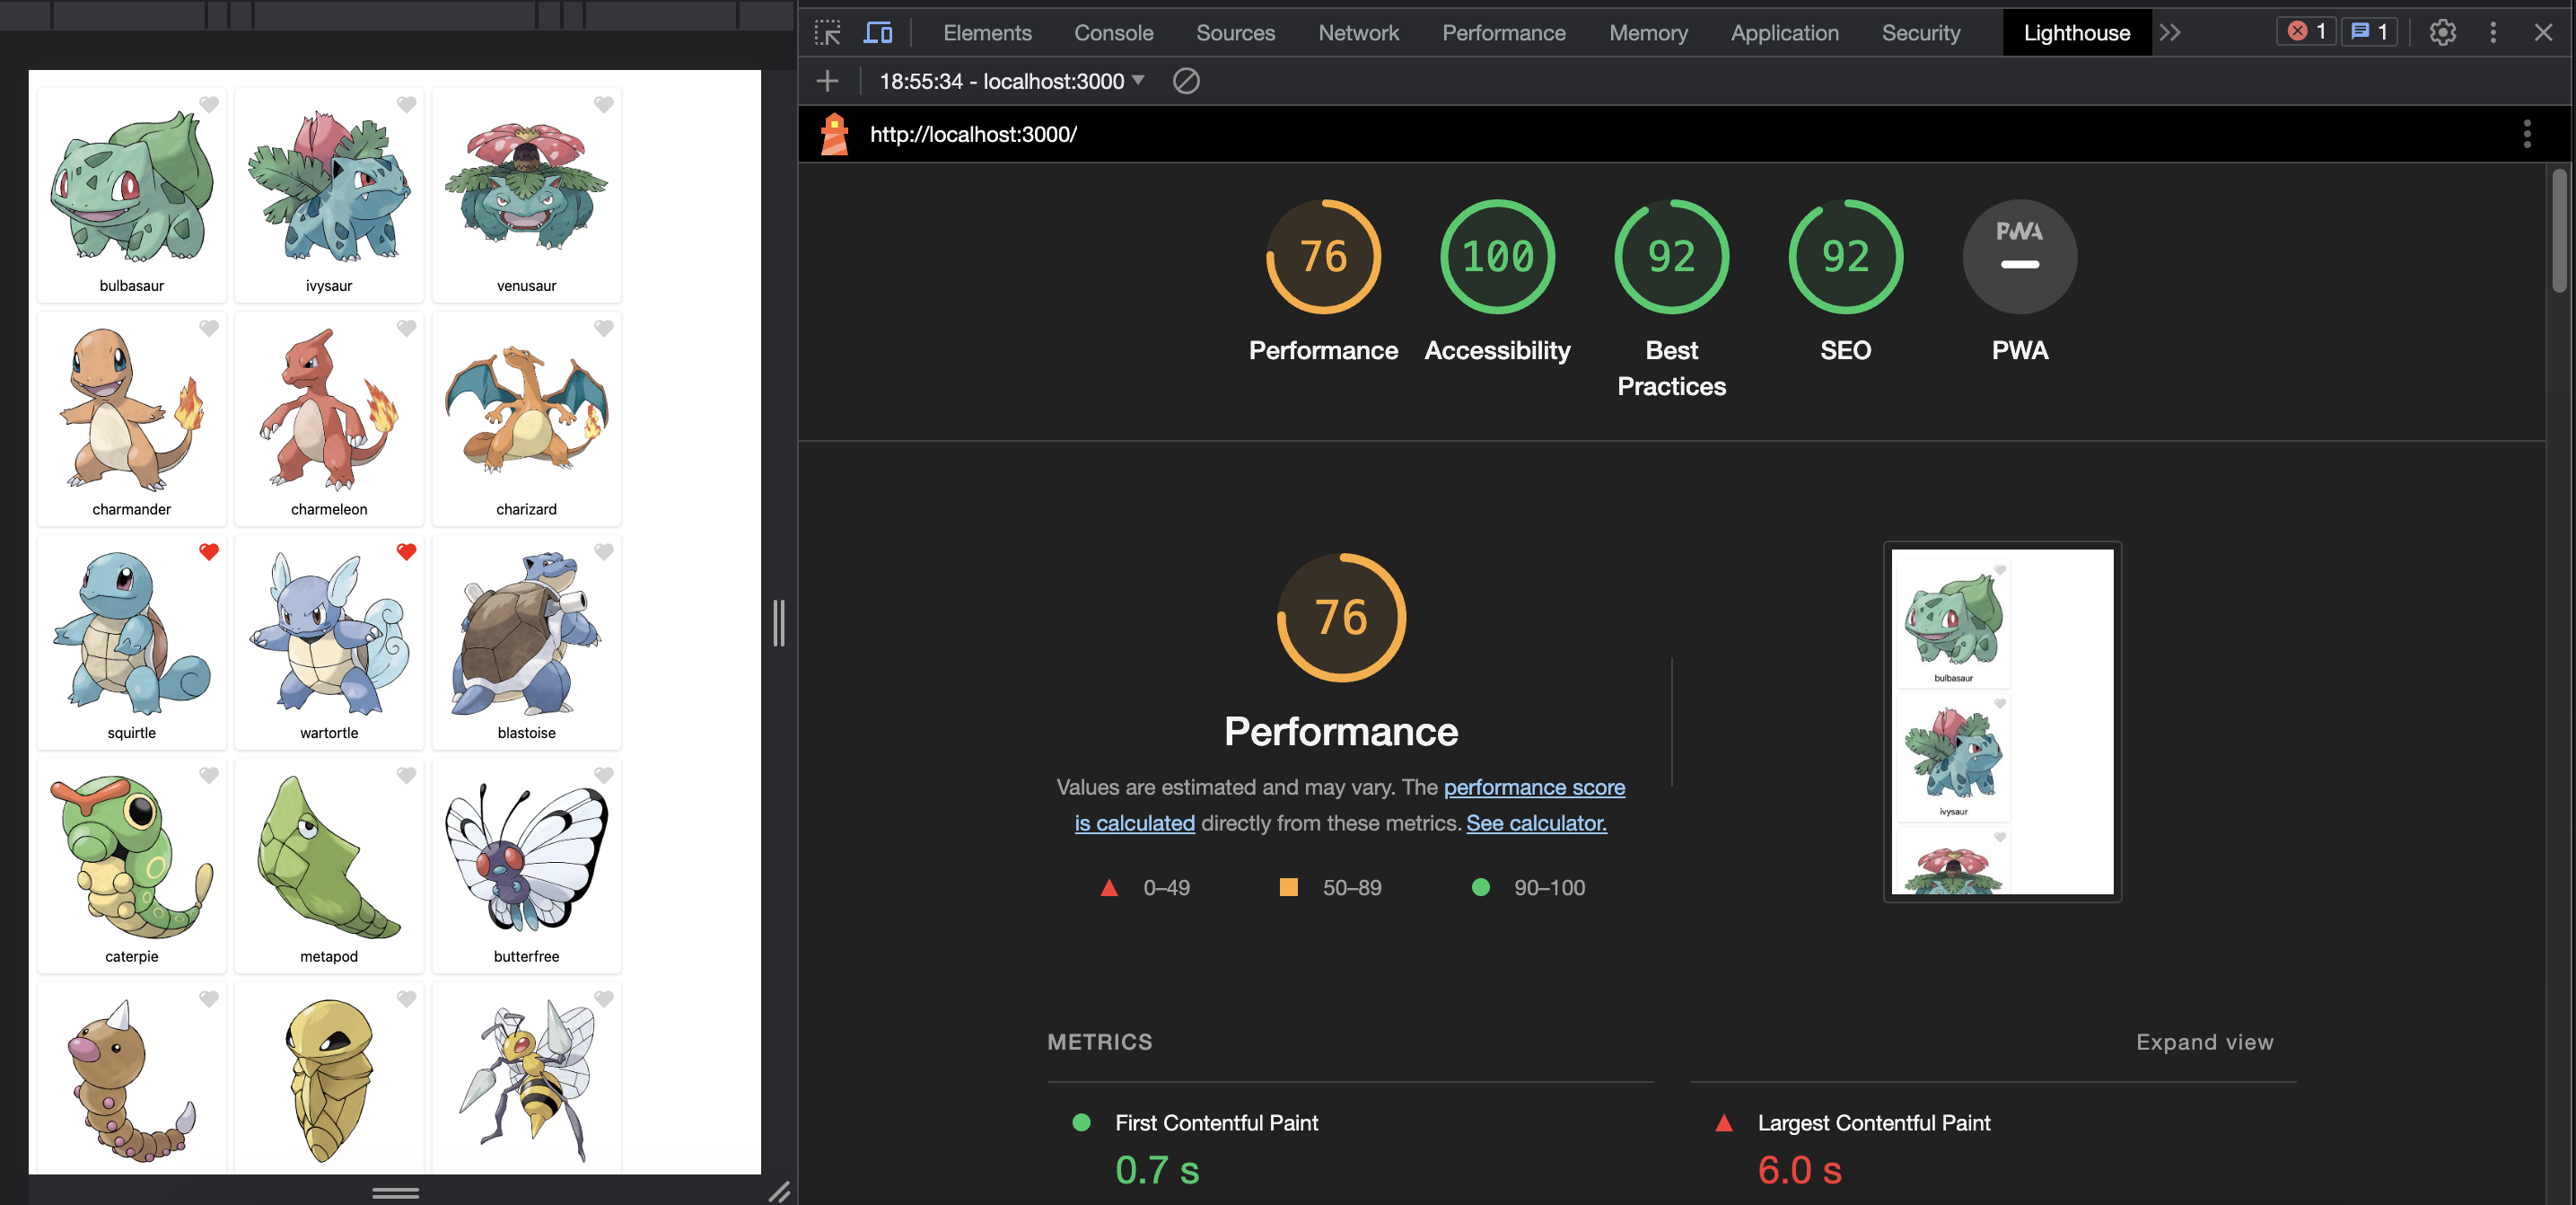 bulbasaur
ivysaur
venusaur
charmander
charmeleon
charizard
squirtle
wartortle
blastoise
caterpie
metapod
butterfree
Elements
Console
Sources
Network
Performance
Memory
Application
Security
Lighthouse
1
1
18:55:34 - localhost:3000
http://localhost:3000/
76
100
92
92
PWA
Performance
Accessibility
Best
Practices
SEO
PWA
76
Performance
Values are estimated and may vary. The performance score
is calculated directly from these metrics. See calculator.
0–49
50–89
90–100
bulbasaur
ivysaur
METRICS
Expand view
First Contentful Paint
0.7 s
Largest Contentful Paint
6.0 s